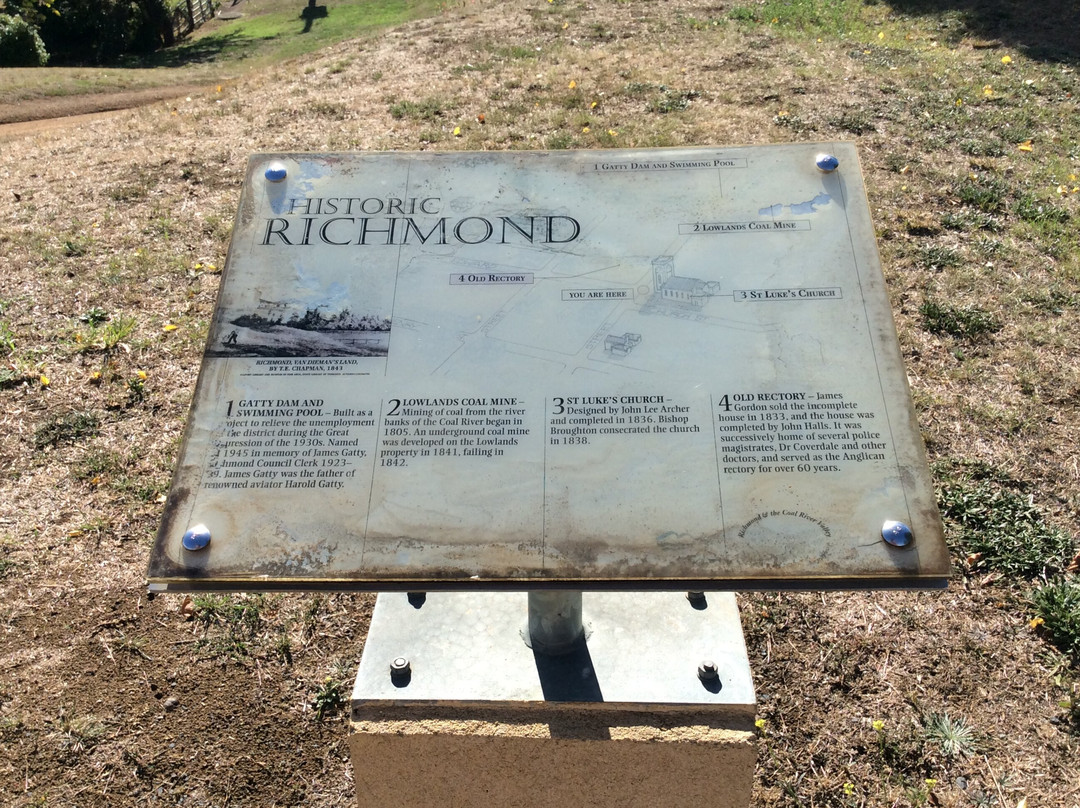 HISTORIC
RICHMOND
1 GATTY DAM AND SWIMMING POOL
2 LOWLANDS COAL MINE
4 OLD RECTORY
YOU ARE HERE
3 ST LUKE'S CHURCH
RICHMOND, VAN DIEMAN'S LAND,
BY T.E. CHAPMAN, 1843
1 GATTY DAM AND
SWIMMING POOL – Built as a
project to relieve the unemployment
the district during the Great
pression of the 1930s. Named
1945 in memory of James Gatty,
chmond Council Clerk 1923–
39. James Gatty was the father of
renowned aviator Harold Gatty.
2 LOWLANDS COAL MINE –
Mining of coal from the river
banks of the Coal River began in
1805. An underground coal mine
was developed on the Lowlands
property in 1841, failing in
1842.
3 ST LUKE'S CHURCH –
Designed by John Lee Archer
and completed in 1836. Bishop
Broughton consecrated the church
in 1838.
4 OLD RECTORY – James
Gordon sold the incomplete
house in 1833, and the house was
completed by John Halls. It was
successively home of several police
magistrates, Dr Coverdale and other
doctors, and served as the Anglican
rectory for over 60 years.
Richmond & the Coal River Valley